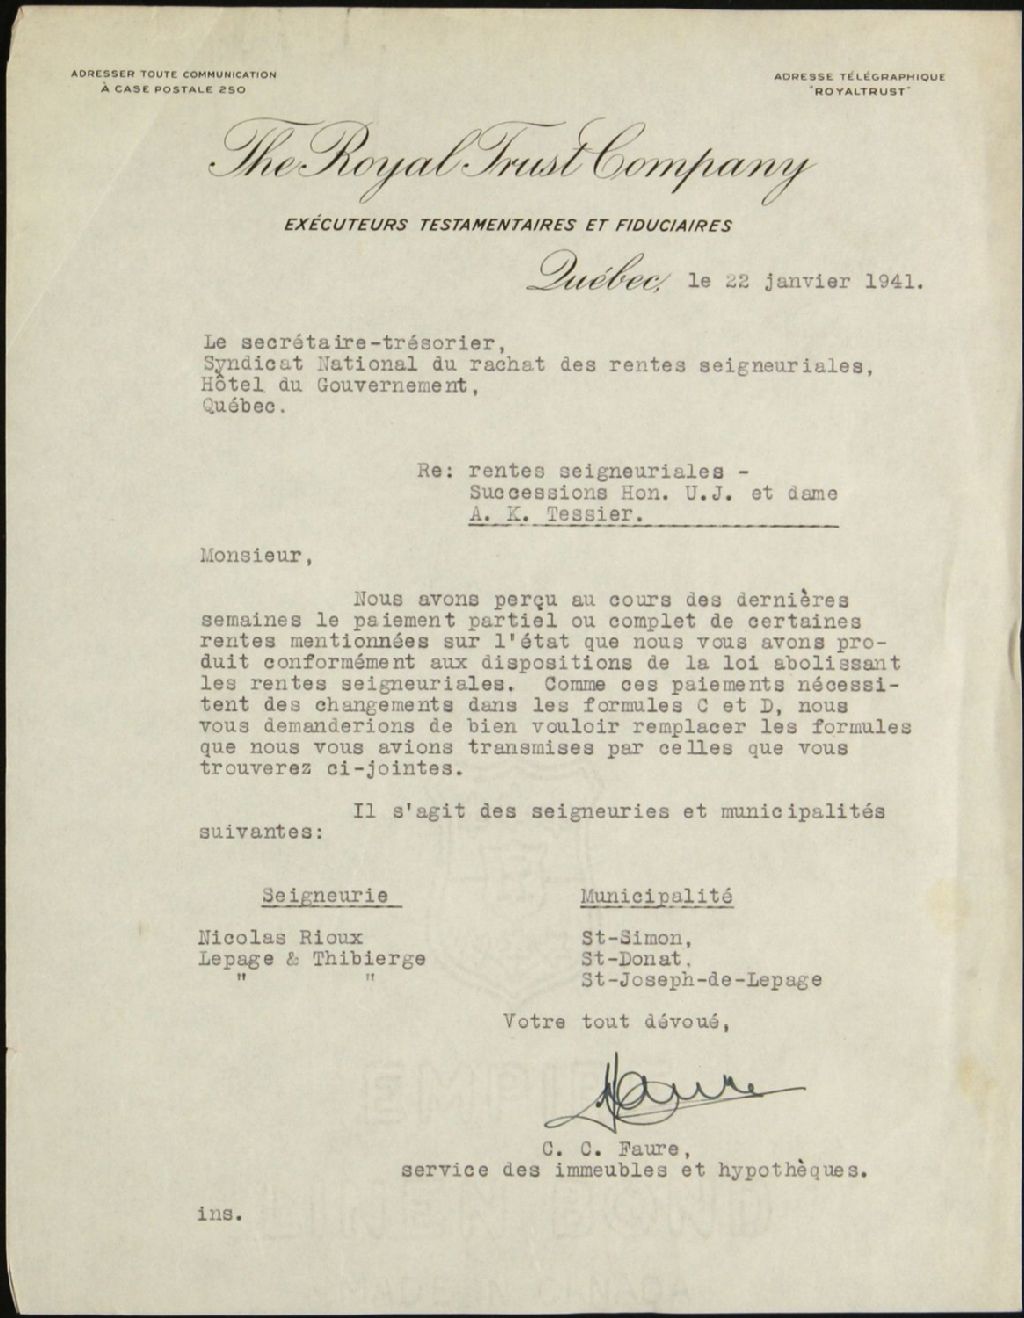 ADRESSER TOUTE COMMUNICATION
À CASE POSTALE 250
ADRESSE TÉLÉGRAPHIQUE
"ROYALTRUST"
The Royal Trust Company
EXÉCUTEURS TESTAMENTAIRES ET FIDUCIAIRES
Québec, le 22 janvier 1941.
Le secrétaire-trésorier,
Syndicat National du rachat des rentes seigneuriales,
Hôtel du Gouvernement,
Québec.
Re: rentes seigneuriales -
Successions Hon. U.J. et dame
A. K. Tessier.
Monsieur,
Nous avons perçu au cours des dernières
semaines le paiement partiel ou complet de certaines
rentes mentionnées sur l'état que nous vous avons pro-
duit conformément aux dispositions de la loi abolissant
les rentes seigneuriales. Comme ces paiements nécessi-
tent des changements dans les formules C et D, nous
vous demanderions de bien vouloir remplacer les formules
que nous vous avions transmises par celles que vous
trouverez ci-jointes.
Il s'agit des seigneuries et municipalités
suivantes:
Seigneurie Municipalité
Nicolas Rioux St-Simon,
Lepage & Thibierge St-Donat,
" " St-Joseph-de-Lepage
Votre tout dévoué,
C. C. Faure,
service des immeubles et hypothèques.
ins.